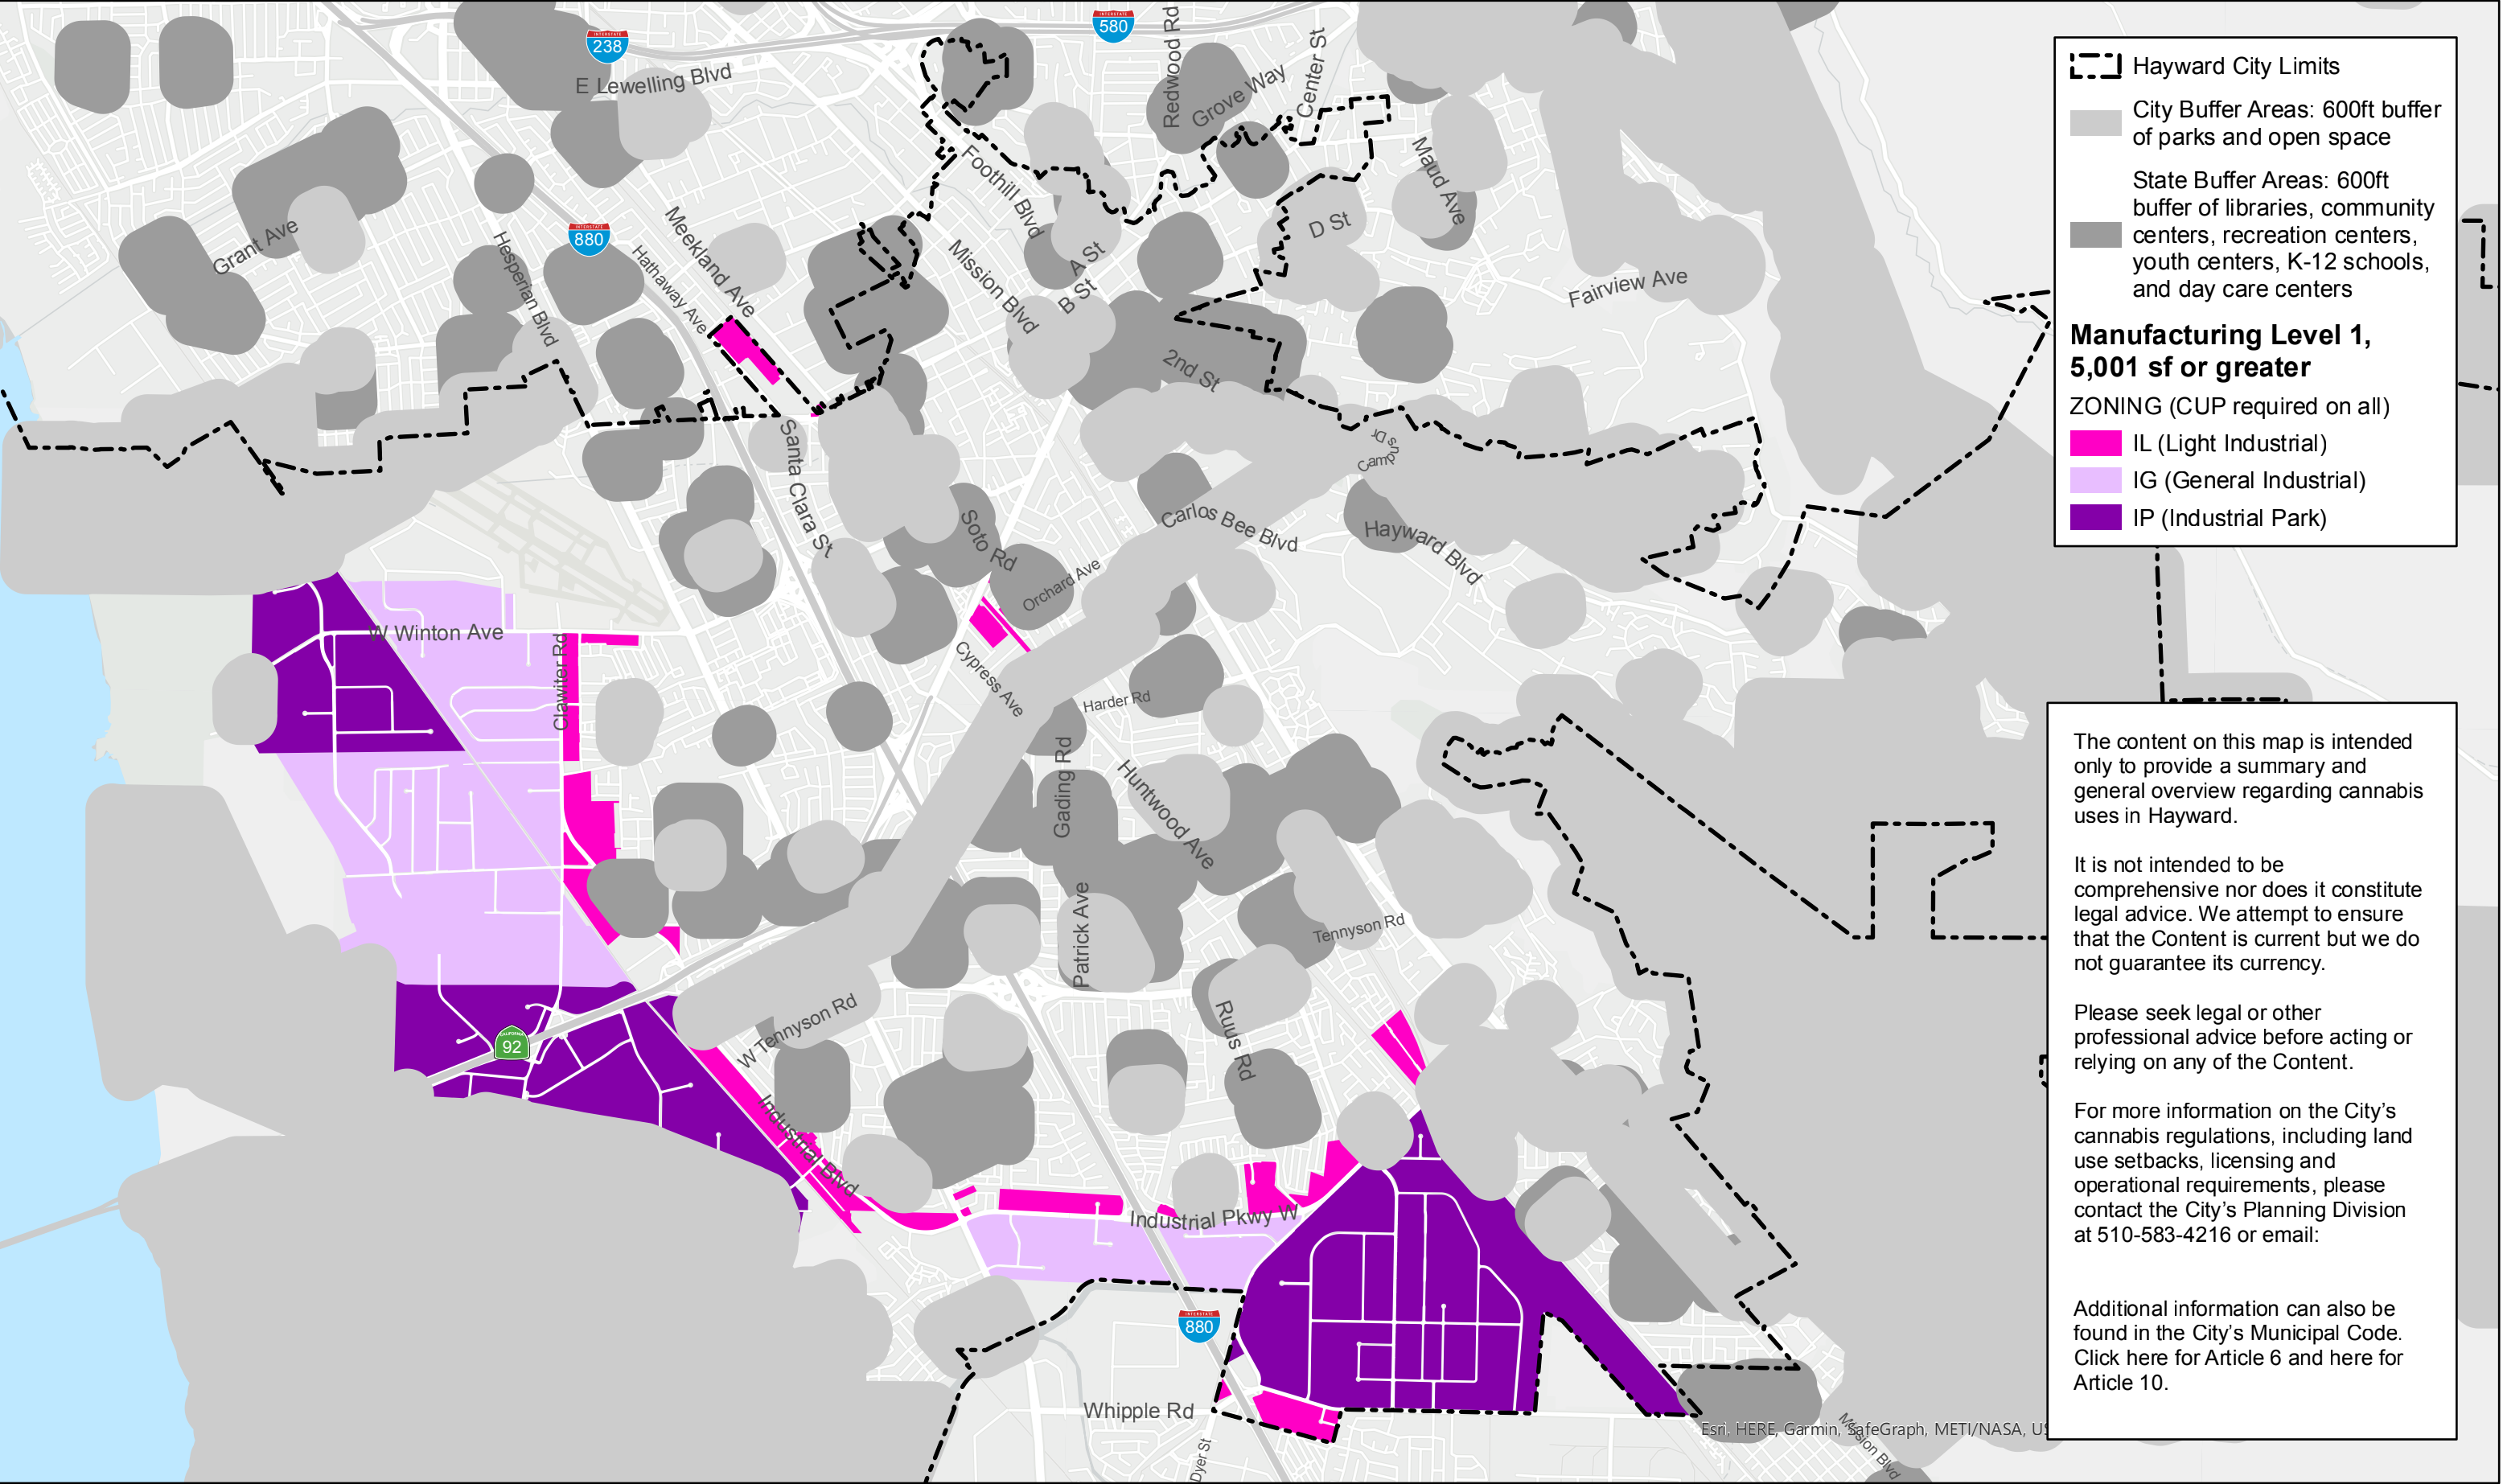 INTERSTATE
238
INTERSTATE
580
E Lewelling Blvd
Redwood Rd
Grove Way
Center St
Foothill Blvd
Maud Ave
Grant Ave
INTERSTATE
880
Hesperian Blvd
Hathaway Ave
Meekland Ave
Mission Blvd
A St
B St
D St
Fairview Ave
2nd St
Campus Dr
Santa Clara St
Soto Rd
Carlos Bee Blvd
Hayward Blvd
Orchard Ave
W Winton Ave
Clawiter Rd
Cypress Ave
Harder Rd
Gading Rd
Huntwood Ave
Patrick Ave
Tennyson Rd
W Tennyson Rd
Ruus Rd
CALIFORNIA
92
Industrial Blvd
Industrial Pkwy W
INTERSTATE
880
Whipple Rd
Dyer St
Mission Blvd
Esri, HERE, Garmin, SafeGraph, METI/NASA, US
Hayward City Limits
City Buffer Areas: 600ft buffer
of parks and open space
State Buffer Areas: 600ft
buffer of libraries, community
centers, recreation centers,
youth centers, K-12 schools,
and day care centers
Manufacturing Level 1,
5,001 sf or greater
ZONING (CUP required on all)
IL (Light Industrial)
IG (General Industrial)
IP (Industrial Park)
The content on this map is intended
only to provide a summary and
general overview regarding cannabis
uses in Hayward.
It is not intended to be
comprehensive nor does it constitute
legal advice. We attempt to ensure
that the Content is current but we do
not guarantee its currency.
Please seek legal or other
professional advice before acting or
relying on any of the Content.
For more information on the City’s
cannabis regulations, including land
use setbacks, licensing and
operational requirements, please
contact the City’s Planning Division
at 510-583-4216 or email:
Additional information can also be
found in the City’s Municipal Code.
Click here for Article 6 and here for
Article 10.